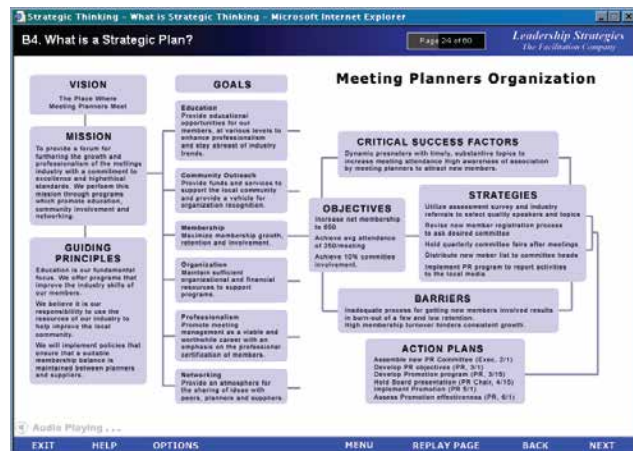 Strategic Thinking - What is Strategic Thinking - Microsoft Internet Explorer
B4. What is a Strategic Plan?
Page 24 of 60
Leadership Strategies
The Facilitation Company
Meeting Planners Organization
VISION
The Place Where
Meeting Planners Meet
MISSION
To provide a forum for
furthering the growth and
professionalism of the meetings
industry with a commitment to
excellence and highethical
standards. We perform this
mission through programs
which promote education,
community involvement and
networking.
GUIDING
PRINCIPLES
Education is our fundamental
focus. We offer programs that
improve the industry skills of
our members.
We believe it is our
responsibility to use the
resources of our industry to
help improve the local
community.
We will implement policies that
ensure that a suitable
membership balance is
maintained between planners
and suppliers.
GOALS
Education
Provide educational
opportunities for our
members, at various levels to
enhance professionalism
and stay abreast of industry
trends.
Community Outreach
Provide funds and services to
support the local community
and provide a vehicle for
organization recognition.
Membership
Maximize membership growth,
retention and involvement.
Organization
Maintain sufficient
organizational and financial
resources to support
programs.
Professionalism
Promote meeting
management as a viable and
worthwhile career with an
emphasis on the professional
certification of members.
Networking
Provide an atmosphere for
the sharing of ideas with
peers, planners and suppliers.
OBJECTIVES
Increase net membership to
650
Achieve avg attendance
of 250/meeting
Achieve 10% committee
involvement.
CRITICAL SUCCESS FACTORS
Dynamic presenters with timely, substantive topics to
increase meeting attendance High awareness of association
by meeting planners to attract new members.
STRATEGIES
Utilize assessment survey and industry
referrals to select quality speakers and topics
Revise new member registration process
to ask desired committee
Hold quarterly committee fairs after meetings
Distribute new meber list to committee heads
Implement PR program to report activities
to the local media
BARRIERS
Inadequate process for getting new members involved results
in burn-out of a few and low retention.
High membership turnover hinders consistent growth.
ACTION PLANS
Assemble new PR Committee (Exec, 2/1)
Develop PR objectives (PR, 3/1)
Develop Promotion program (PR, 3/15)
Hold Board presentation (PR Chair, 4/15)
Implement Promotion (PR 5/1)
Assess Promotion effectiveness (PR, 6/1)
Audio Playing . . .
EXIT HELP OPTIONS MENU REPLAY PAGE BACK NEXT